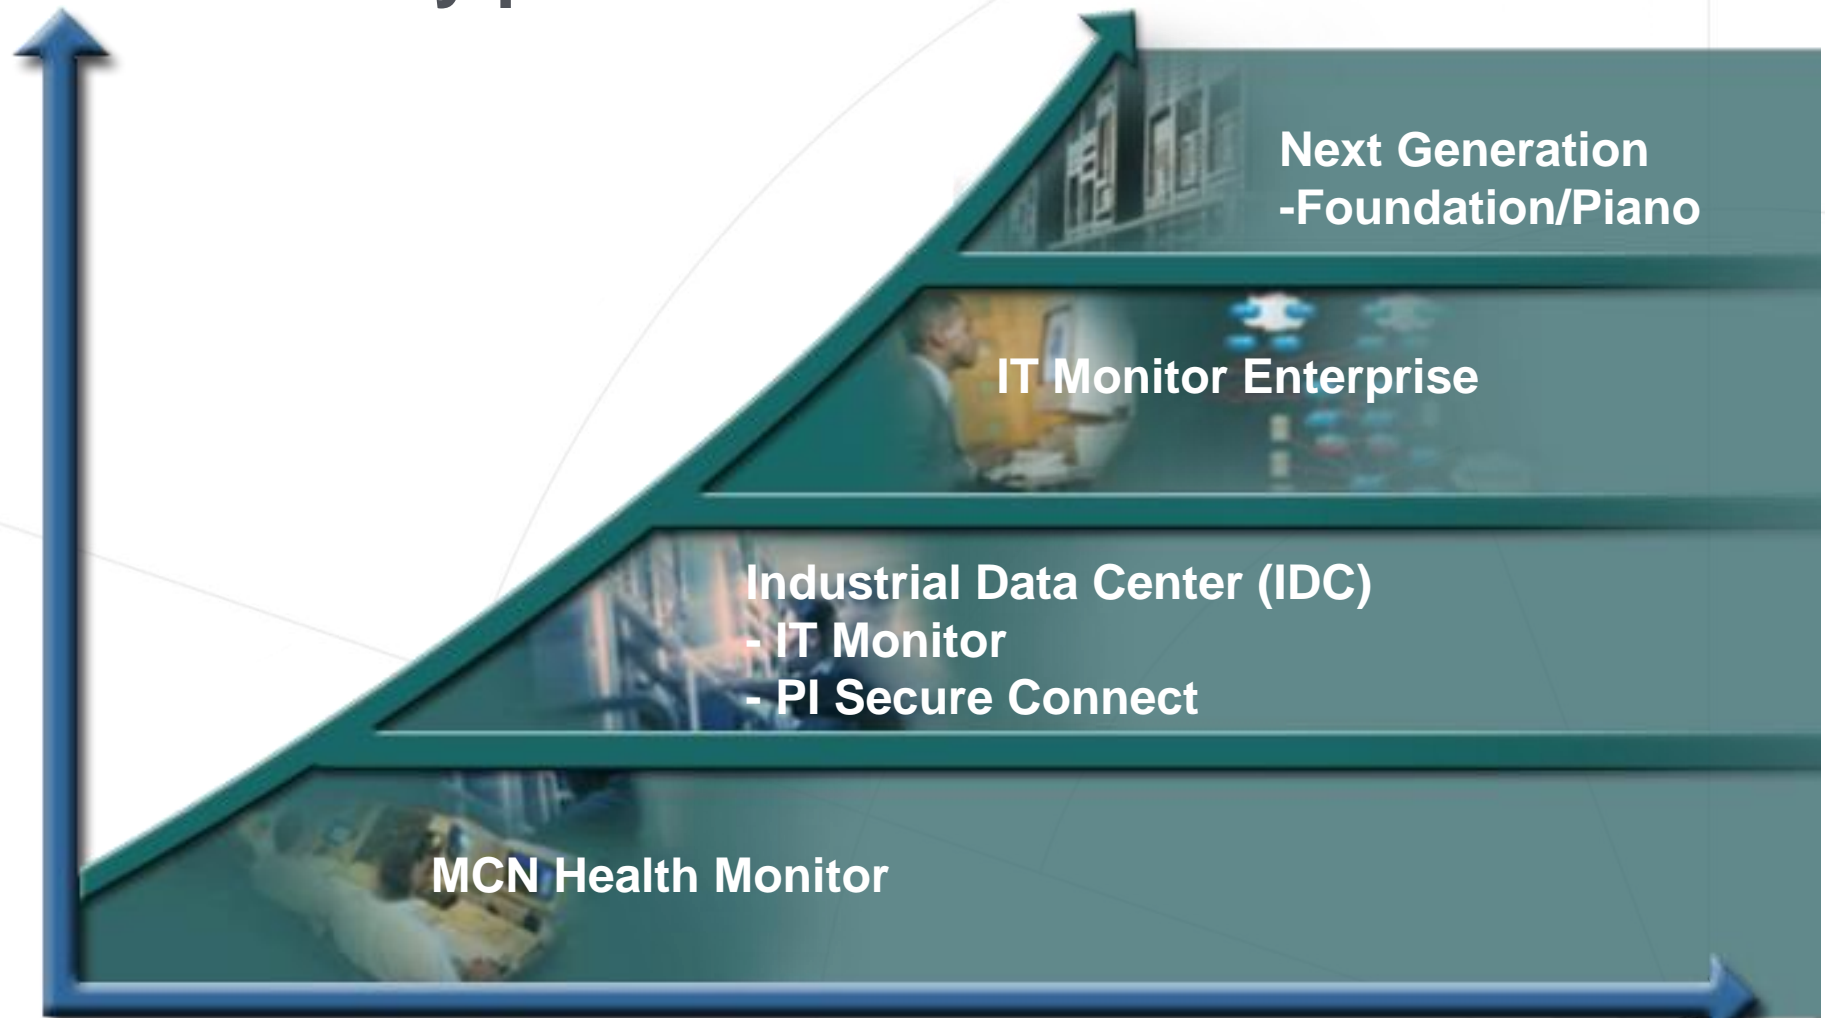 Next Generation
-Foundation/Piano
IT Monitor Enterprise
Industrial Data Center (IDC)
- IT Monitor
- PI Secure Connect
MCN Health Monitor